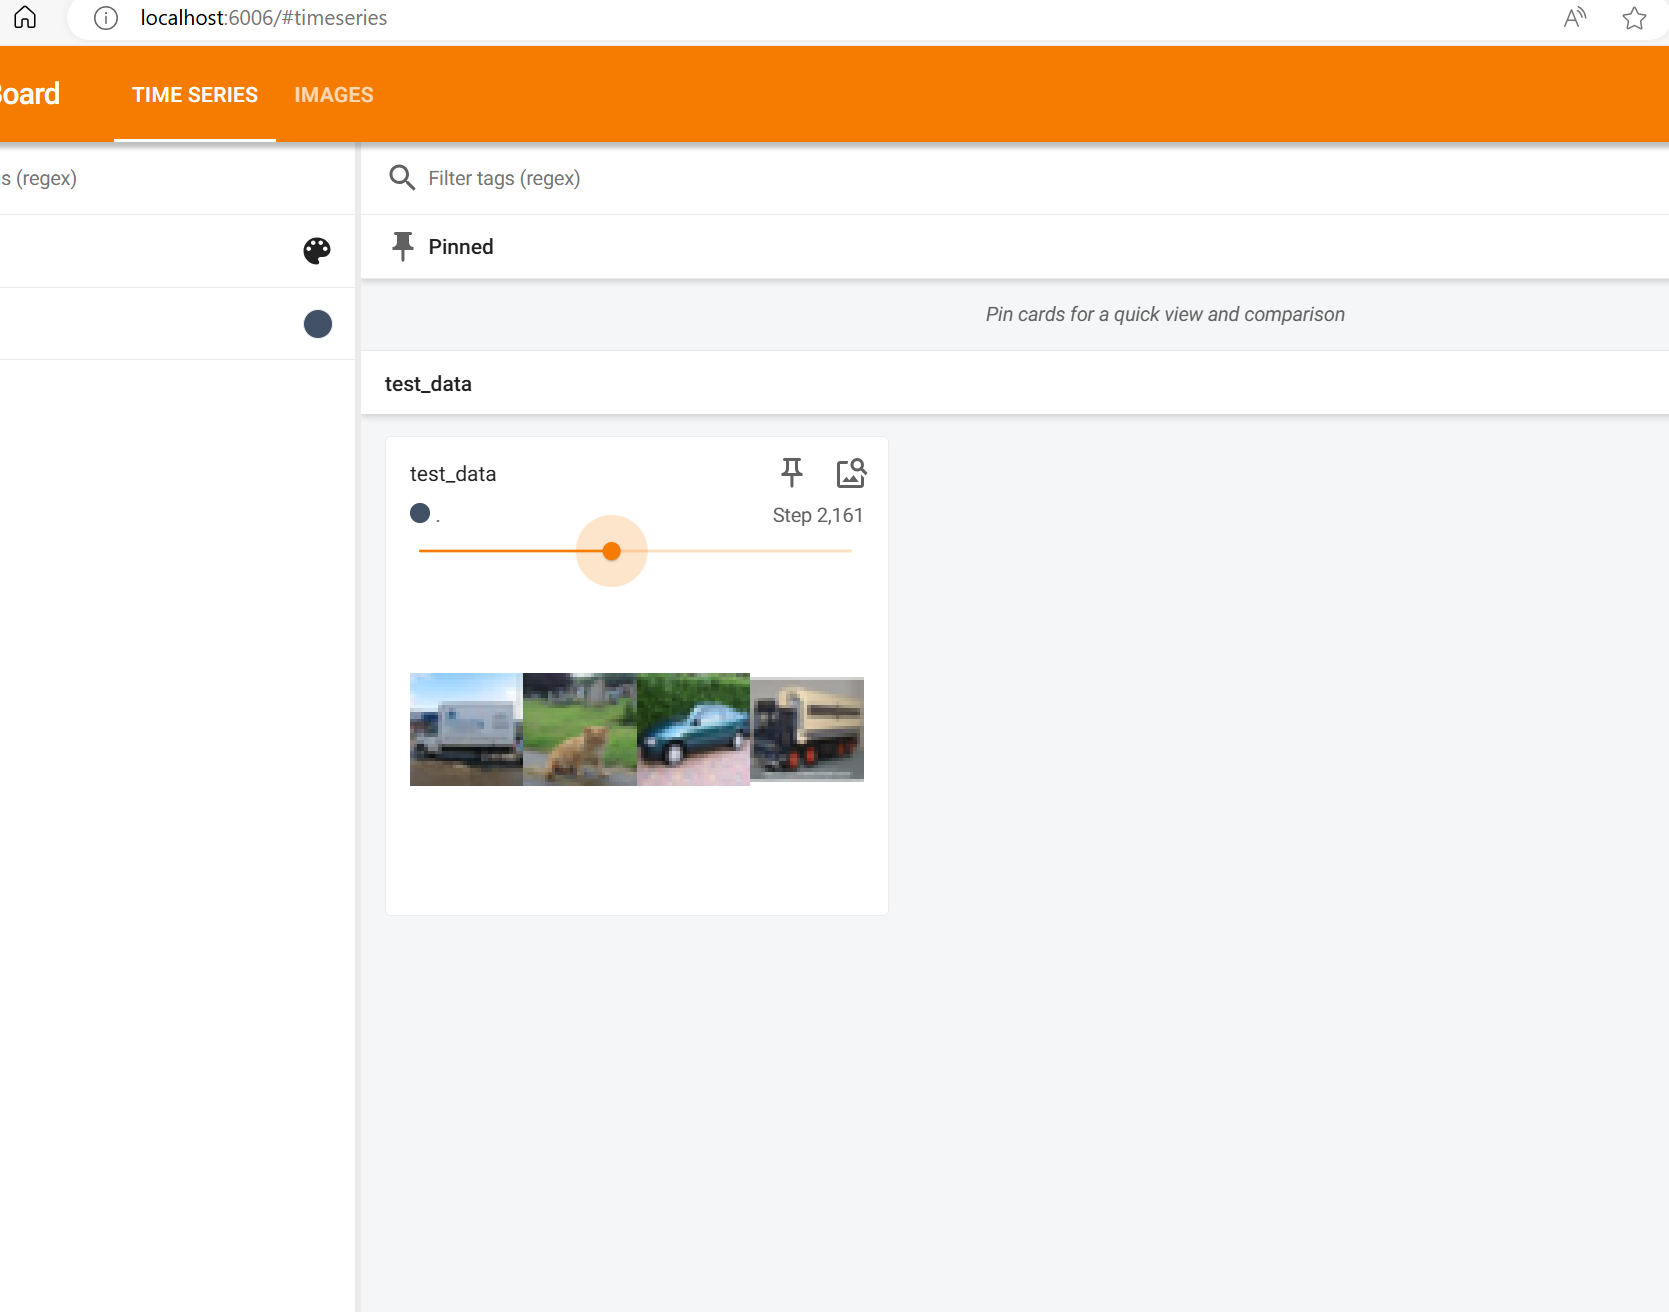 localhost:6006/#timeseries
Board
TIME SERIES
IMAGES
s (regex)
Filter tags (regex)
Pinned
Pin cards for a quick view and comparison
test_data
test_data
.
Step 2,161